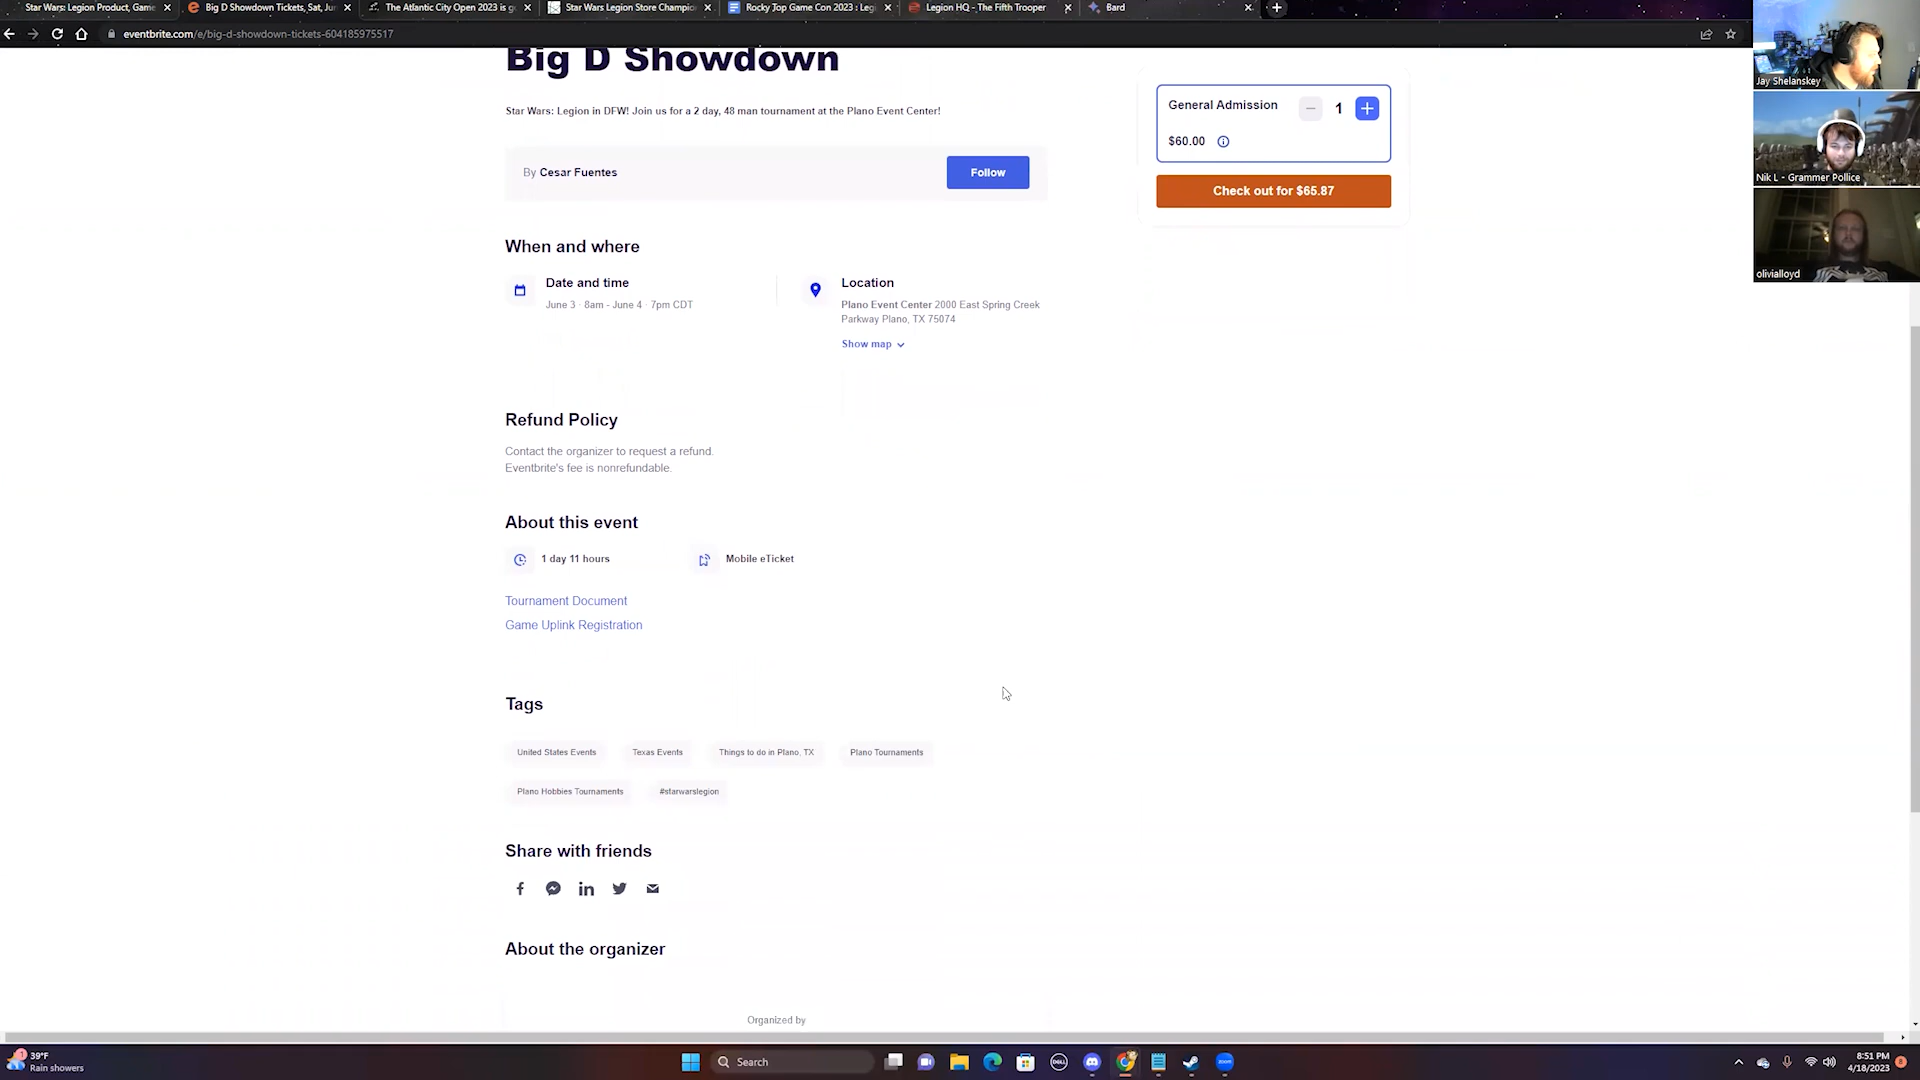 Star Wars: Legion Product, Game
Big D Showdown Tickets, Sat, Ju
The Atlantic City Open 2023 is g
Star Wars Legion Store Champio
Rocky Top Game Con 2023 : Legi
Legion HQ - The Fifth Trooper
Bard
eventbrite.com/e/big-d-showdown-tickets-604185975517
Big D Showdown
Star Wars: Legion in DFW! Join us for a 2 day, 48 man tournament at the Plano Event Center!
By Cesar Fuentes
Follow
General Admission
1
$60.00
Check out for $65.87
Jay Shelanskey
Nik L - Grammer Pollice
olivialloyd
When and where
Date and time
June 3 · 8am - June 4 · 7pm CDT
Location
Plano Event Center 2000 East Spring Creek
Parkway Plano, TX 75074
Show map
Refund Policy
Contact the organizer to request a refund.
Eventbrite's fee is nonrefundable.
About this event
1 day 11 hours
Mobile eTicket
Tournament Document
Game Uplink Registration
Tags
United States Events
Texas Events
Things to do in Plano, TX
Plano Tournaments
Plano Hobbies Tournaments
#starwarslegion
Share with friends
About the organizer
Organized by
1
39°F
Rain showers
Search
DELL
zoom
8:51 PM
4/18/2023
8